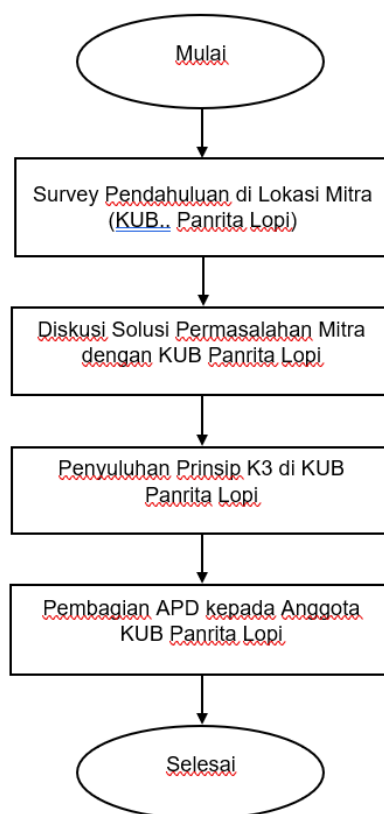 Mulai
Survey Pendahuluan di Lokasi Mitra
(KUB.. Panrita Lopi)
Diskusi Solusi Permasalahan Mitra
dengan KUB Panrita Lopi
Penyuluhan Prinsip K3 di KUB
Panrita Lopi
Pembagian APD kepada Anggota
KUB Panrita Lopi
Selesai